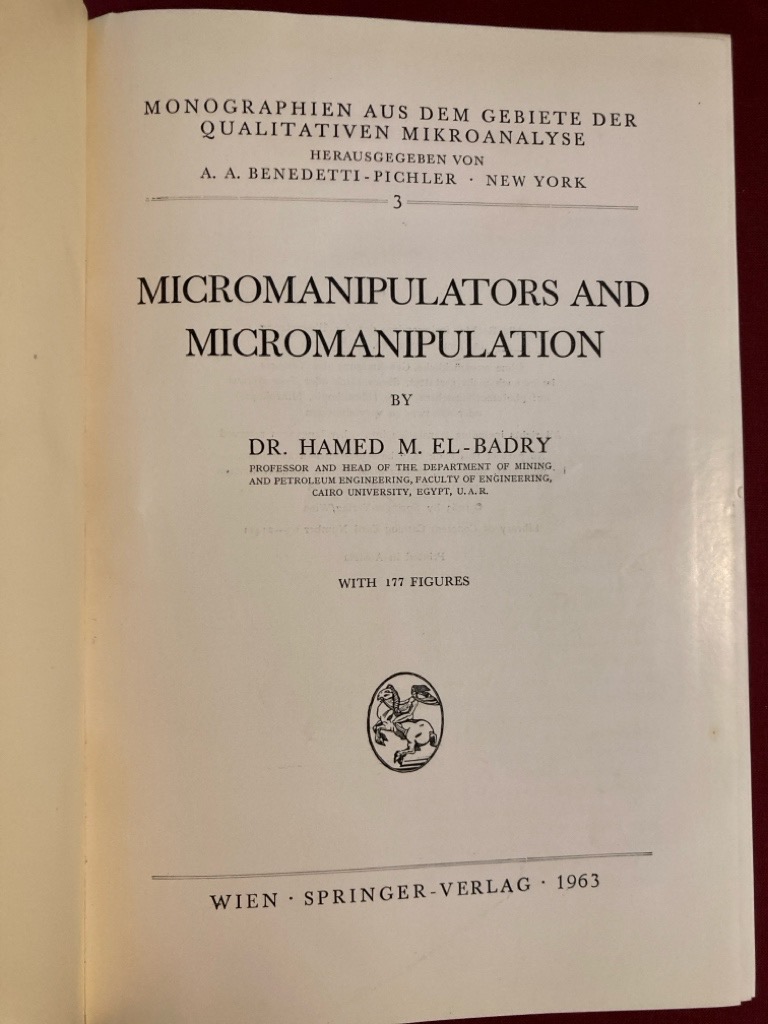 MONOGRAPHIEN AUS DEM GEBIETE DER
QUALITATIVEN MIKROANALYSE
HERAUSGEGEBEN VON
A. A. BENEDETTI-PICHLER · NEW YORK
3
MICROMANIPULATORS AND
MICROMANIPULATION
BY
DR. HAMED M. EL-BADRY
PROFESSOR AND HEAD OF THE DEPARTMENT OF MINING
AND PETROLEUM ENGINEERING, FACULTY OF ENGINEERING,
CAIRO UNIVERSITY, EGYPT, U.A.R.
WITH 177 FIGURES
WIEN · SPRINGER-VERLAG · 1963